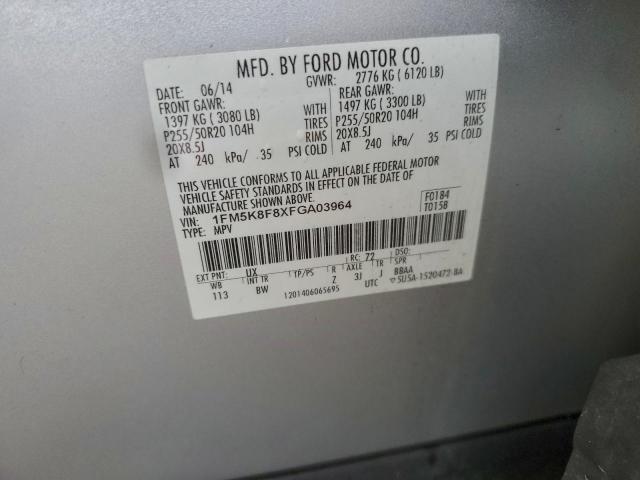 MFD. BY FORD MOTOR CO.
DATE: 06/14 GVWR: 2776 KG ( 6120 LB)
FRONT GAWR: REAR GAWR:
1397 KG ( 3080 LB) WITH 1497 KG ( 3300 LB) WITH
P255/50R20 104H TIRES P255/50R20 104H TIRES
20X8.5J RIMS 20X8.5J RIMS
AT 240 kPa/ 35 PSI COLD AT 240 kPa/ 35 PSI COLD
THIS VEHICLE CONFORMS TO ALL APPLICABLE FEDERAL MOTOR
VEHICLE SAFETY STANDARDS IN EFFECT ON THE DATE OF
MANUFACTURE SHOWN ABOVE.
VIN: 1FM5K8F8XFGA03964 F0184
TYPE: MPV T015B
EXT PNT: UX RC: 72 DSO:
WB INT TR TP/PS R AXLE TR SPR
113 BW Z 3J J BBAA
1201406065695 UTC 5U5A-1520472-BA